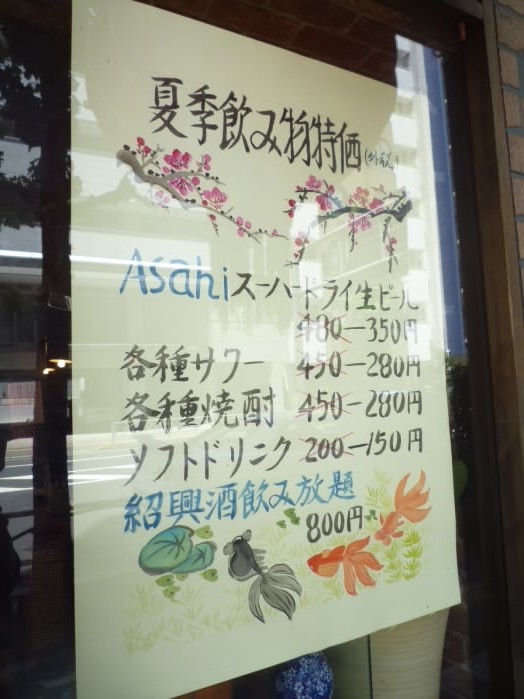 夏季飲み物特価
Asahiスーパードライ生ビール
480—350円
各種サワー 450—280円
各種焼酎 450—280円
ソフトドリニク 200—150円
紹興酒飲み放題
800円